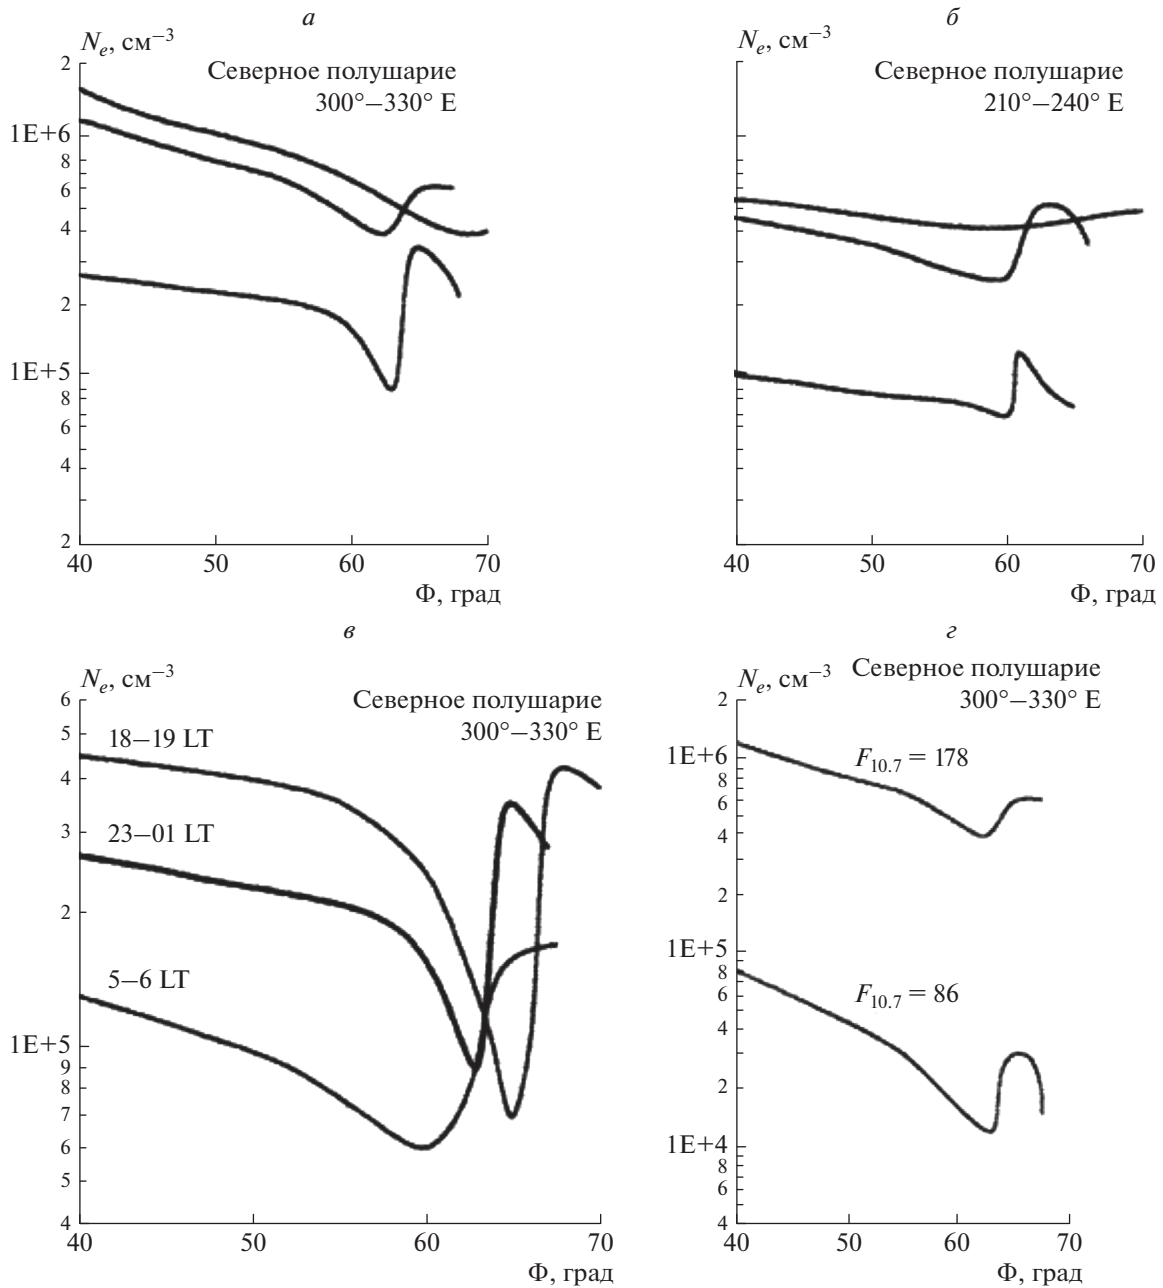 а
N_e, см^−3
Северное полушарие
300°−330° E
2
1E+6
8
6
4
2
1E+5
8
6
4
2
40 50 60 70
Φ, град
б
N_e, см^−3
Северное полушарие
210°−240° E
40 50 60 70
Φ, град
в
N_e, см^−3
Северное полушарие
300°−330° E
6
5
18−19 LT
4
3
23−01 LT
2
5−6 LT
1E+5
9
8
7
6
5
4
40 50 60 70
Φ, град
г
N_e, см^−3
Северное полушарие
300°−330° E
2
1E+6
F_10.7 = 178
8
6
4
2
1E+5
8
F_10.7 = 86
6
4
2
1E+4
8
6
4
40 50 60 70
Φ, град